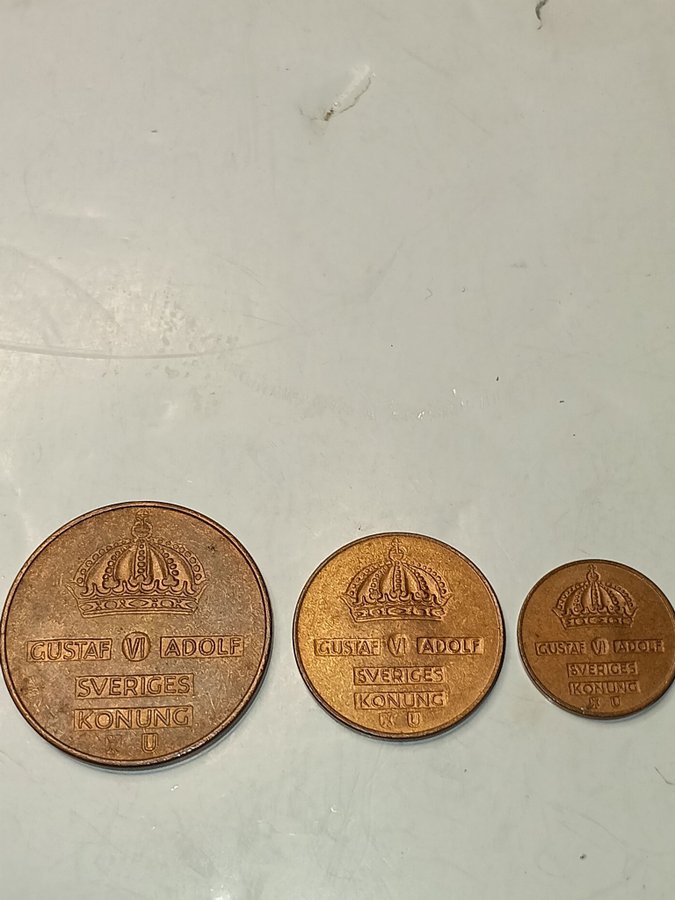 GUSTAF VI ADOLF
SVERIGES
KONUNG
U
GUSTAF VI ADOLF
SVERIGES
KONUNG
U
GUSTAF VI ADOLF
SVERIGES
KONUNG
U